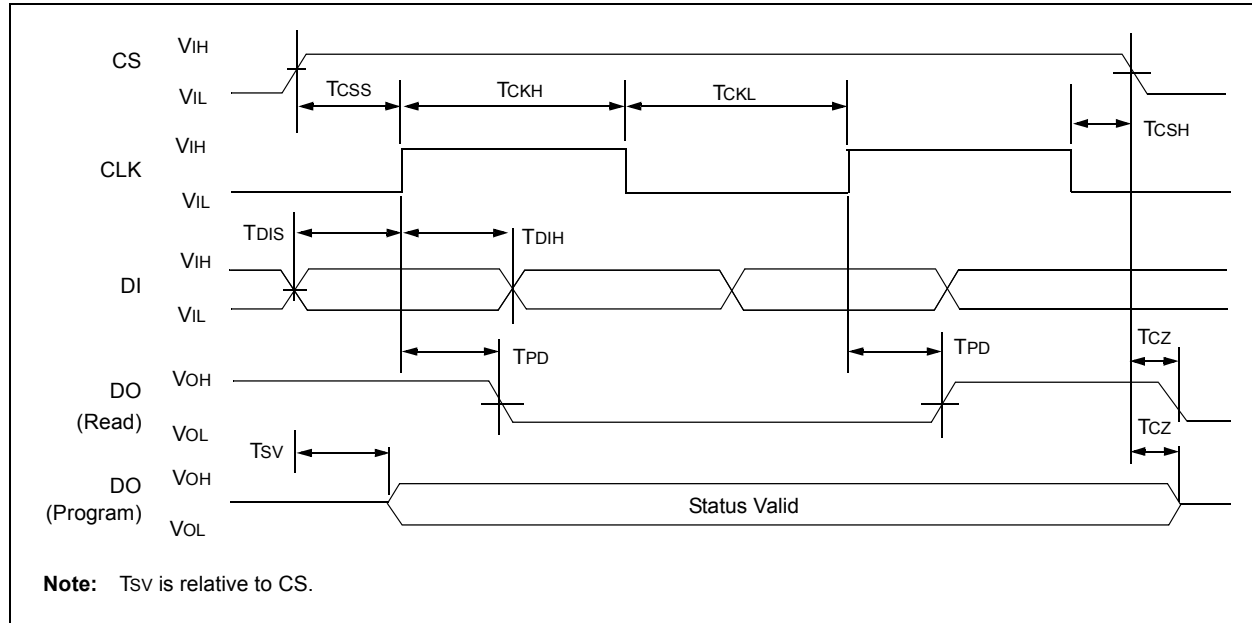 CS
VIH
VIL
TCSS
TCKH
TCKL
TCSH
CLK
VIH
VIL
TDIS
TDIH
DI
VIH
VIL
TPD
TPD
TCZ
DO
(Read)
VOH
VOL
TCZ
TSV
DO
(Program)
VOH
VOL
Status Valid
Note: TSV is relative to CS.